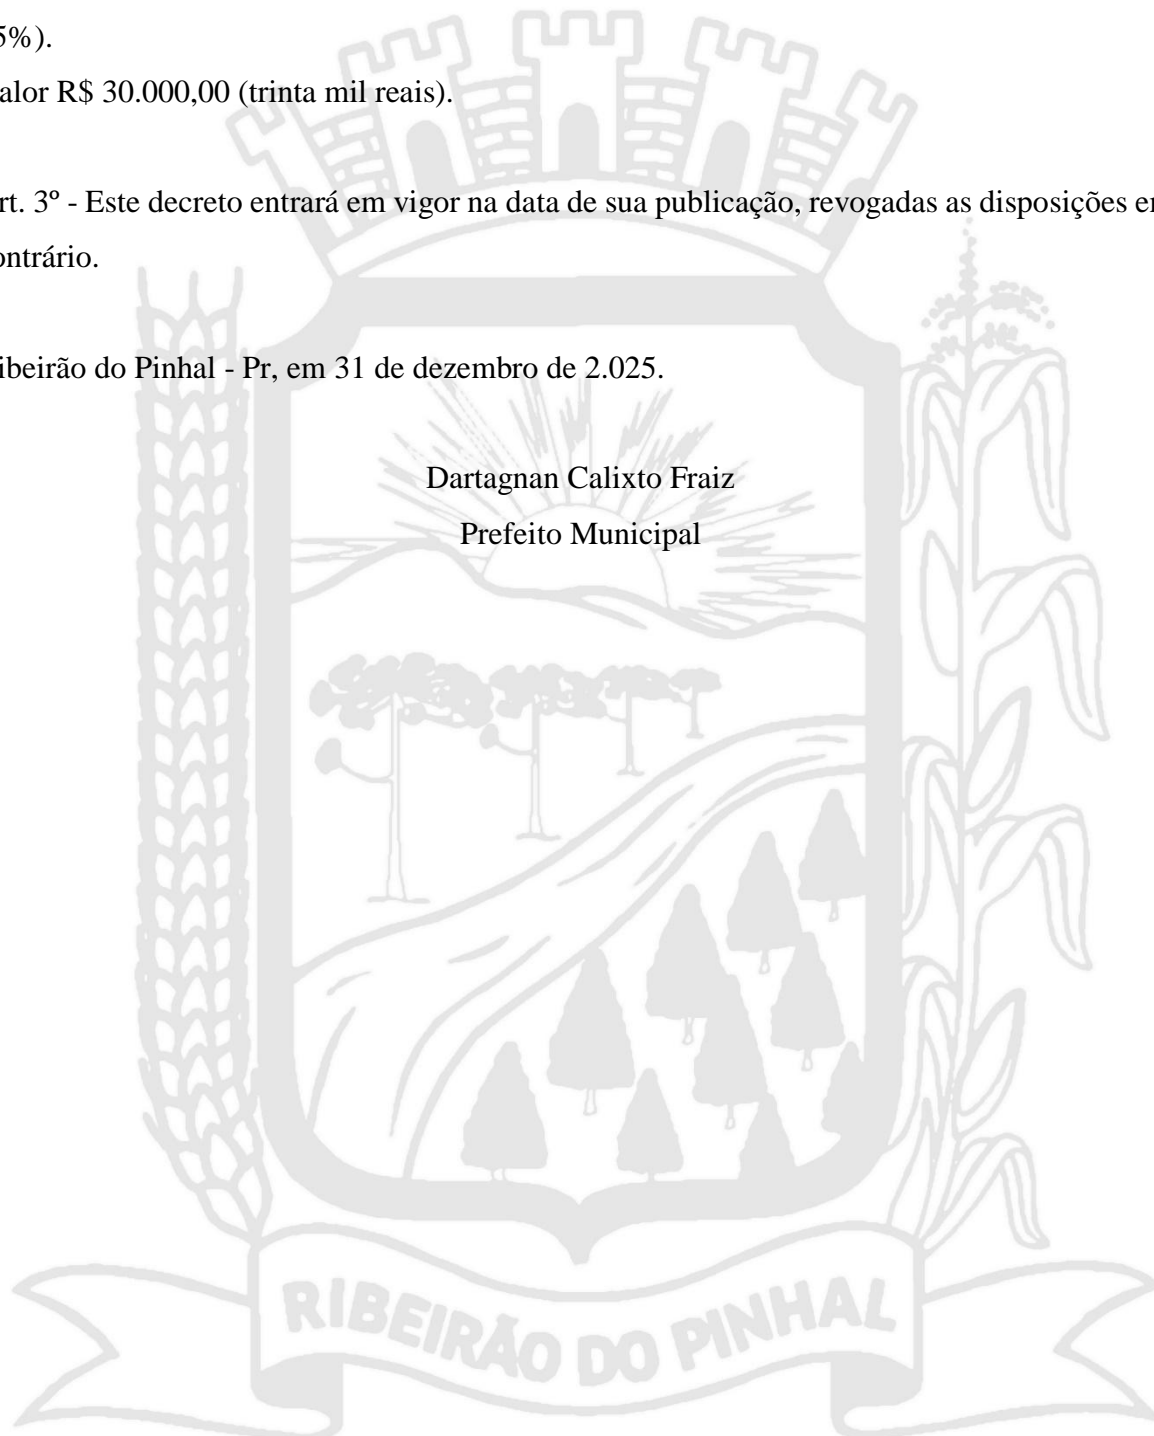 5%).
alor R$ 30.000,00 (trinta mil reais).
rt. 3º - Este decreto entrará em vigor na data de sua publicação, revogadas as disposições e
ontrário.
ibeirão do Pinhal - Pr, em 31 de dezembro de 2.025.
Dartagnan Calixto Fraiz
Prefeito Municipal
RIBEIRÃO DO PINHAL